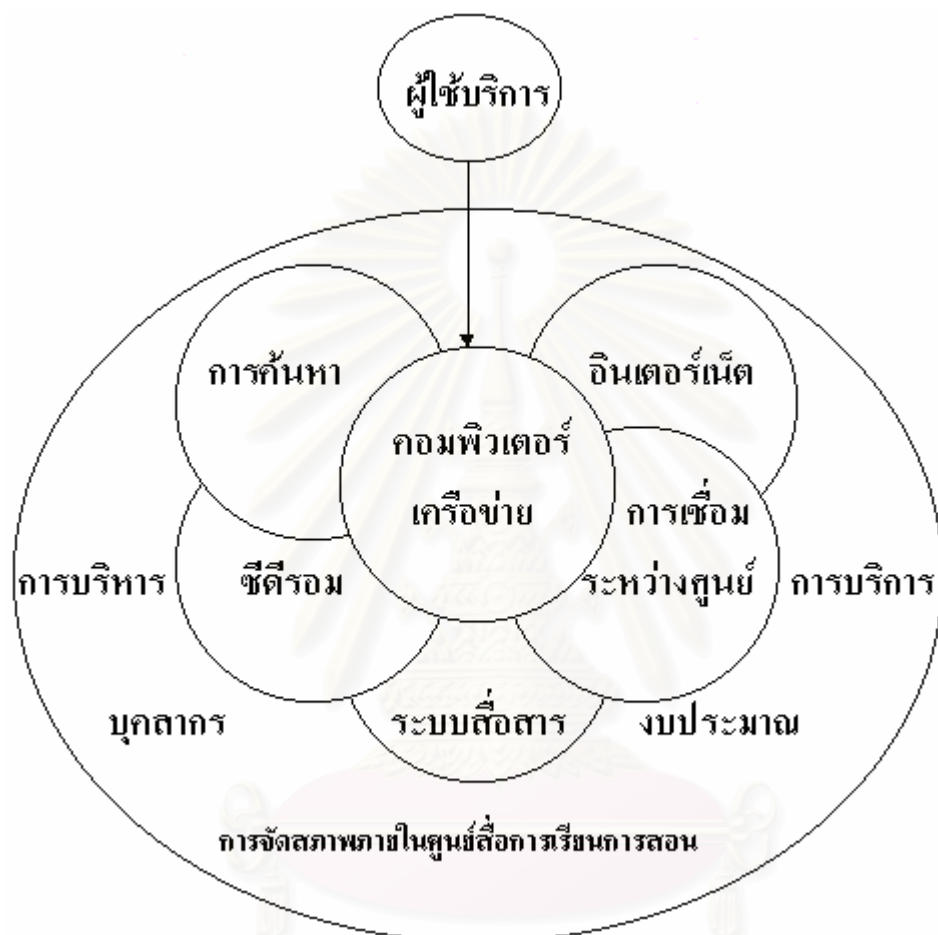 ผู้ใช้บริการ
การค้นหา
อินเตอร์เน็ต
คอมพิวเตอร์
เครือข่าย
การเชื่อม
ระหว่างศูนย์
ซีดีรอม
การบริหาร
การบริการ
บุคลากร
ระบบสื่อสาร
งบประมาณ
การจัดสภาพภายในศูนย์สื่อการเรียนการสอน